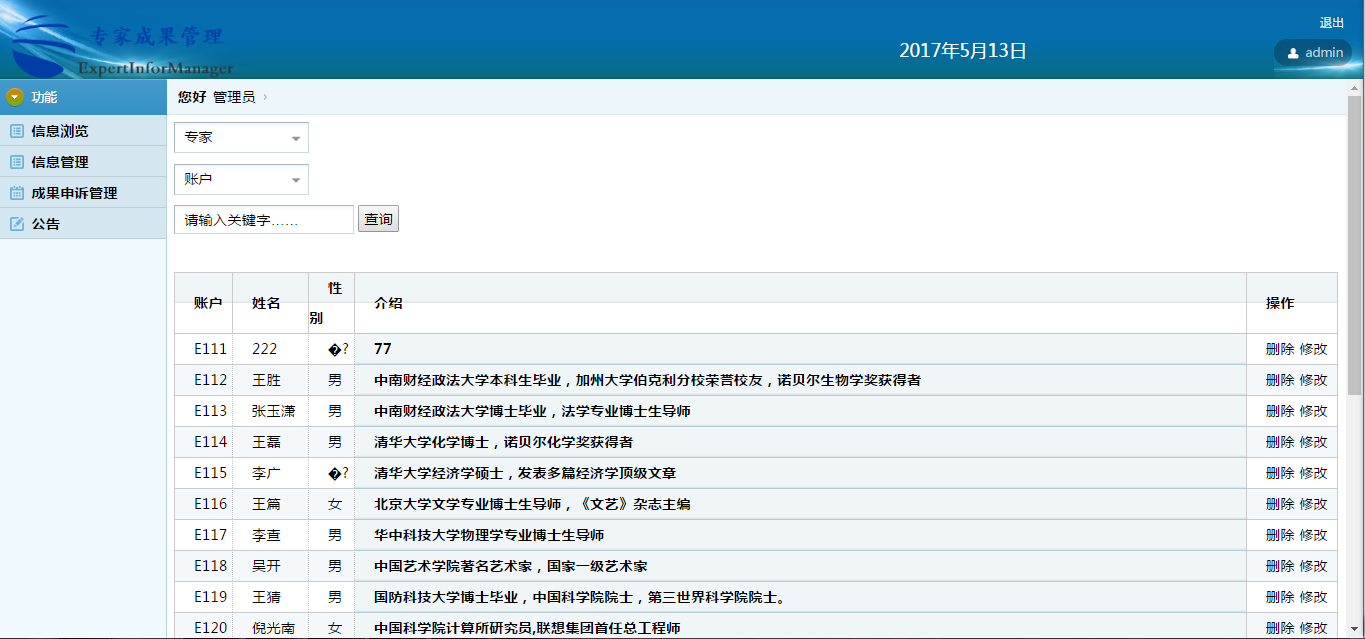 专家成果管理
ExpertInforManager
2017年5月13日
退出
admin
功能
信息浏览
信息管理
成果申诉管理
公告
您好 管理员 ›
专家
账户
请输入关键字…… 查询
账户 姓名 性别 介绍 操作
E111 222 �? 77 删除 修改
E112 王胜 男 中南财经政法大学本科生毕业，加州大学伯克利分校荣誉校友，诺贝尔生物学奖获得者 删除 修改
E113 张玉潇 男 中南财经政法大学博士毕业，法学专业博士生导师 删除 修改
E114 王磊 男 清华大学化学博士，诺贝尔化学奖获得者 删除 修改
E115 李广 �? 清华大学经济学硕士，发表多篇经济学顶级文章 删除 修改
E116 王篇 女 北京大学文学专业博士生导师，《文艺》杂志主编 删除 修改
E117 李查 男 华中科技大学物理学专业博士生导师 删除 修改
E118 吴开 男 中国艺术学院著名艺术家，国家一级艺术家 删除 修改
E119 王猜 男 国防科技大学博士毕业，中国科学院院士，第三世界科学院院士。 删除 修改
E120 倪光南 女 中国科学院计算所研究员,联想集团首任总工程师 删除 修改